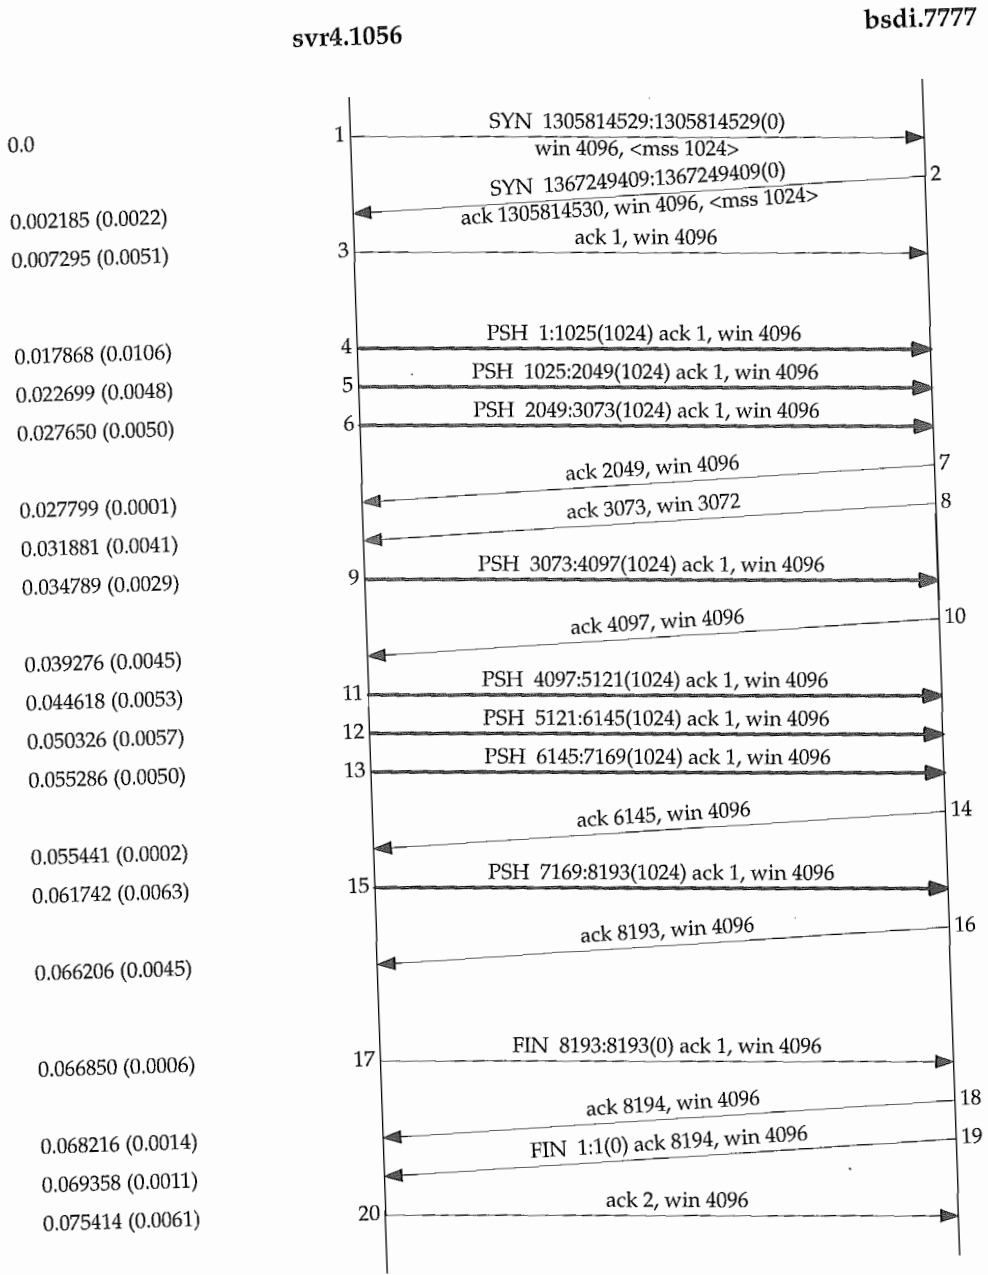 svr4.1056
bsdi.7777
0.0
1
SYN 1305814529:1305814529(0)
win 4096, <mss 1024>
SYN 1367249409:1367249409(0)
2
0.002185 (0.0022)
ack 1305814530, win 4096, <mss 1024>
0.007295 (0.0051)
3
ack 1, win 4096
0.017868 (0.0106)
4
PSH 1:1025(1024) ack 1, win 4096
0.022699 (0.0048)
5
PSH 1025:2049(1024) ack 1, win 4096
0.027650 (0.0050)
6
PSH 2049:3073(1024) ack 1, win 4096
0.027799 (0.0001)
ack 2049, win 4096
7
0.031881 (0.0041)
ack 3073, win 3072
8
0.034789 (0.0029)
9
PSH 3073:4097(1024) ack 1, win 4096
0.039276 (0.0045)
ack 4097, win 4096
10
0.044618 (0.0053)
11
PSH 4097:5121(1024) ack 1, win 4096
0.050326 (0.0057)
12
PSH 5121:6145(1024) ack 1, win 4096
0.055286 (0.0050)
13
PSH 6145:7169(1024) ack 1, win 4096
0.055441 (0.0002)
ack 6145, win 4096
14
0.061742 (0.0063)
15
PSH 7169:8193(1024) ack 1, win 4096
0.066206 (0.0045)
ack 8193, win 4096
16
0.066850 (0.0006)
17
FIN 8193:8193(0) ack 1, win 4096
0.068216 (0.0014)
ack 8194, win 4096
18
0.069358 (0.0011)
FIN 1:1(0) ack 8194, win 4096
19
0.075414 (0.0061)
20
ack 2, win 4096